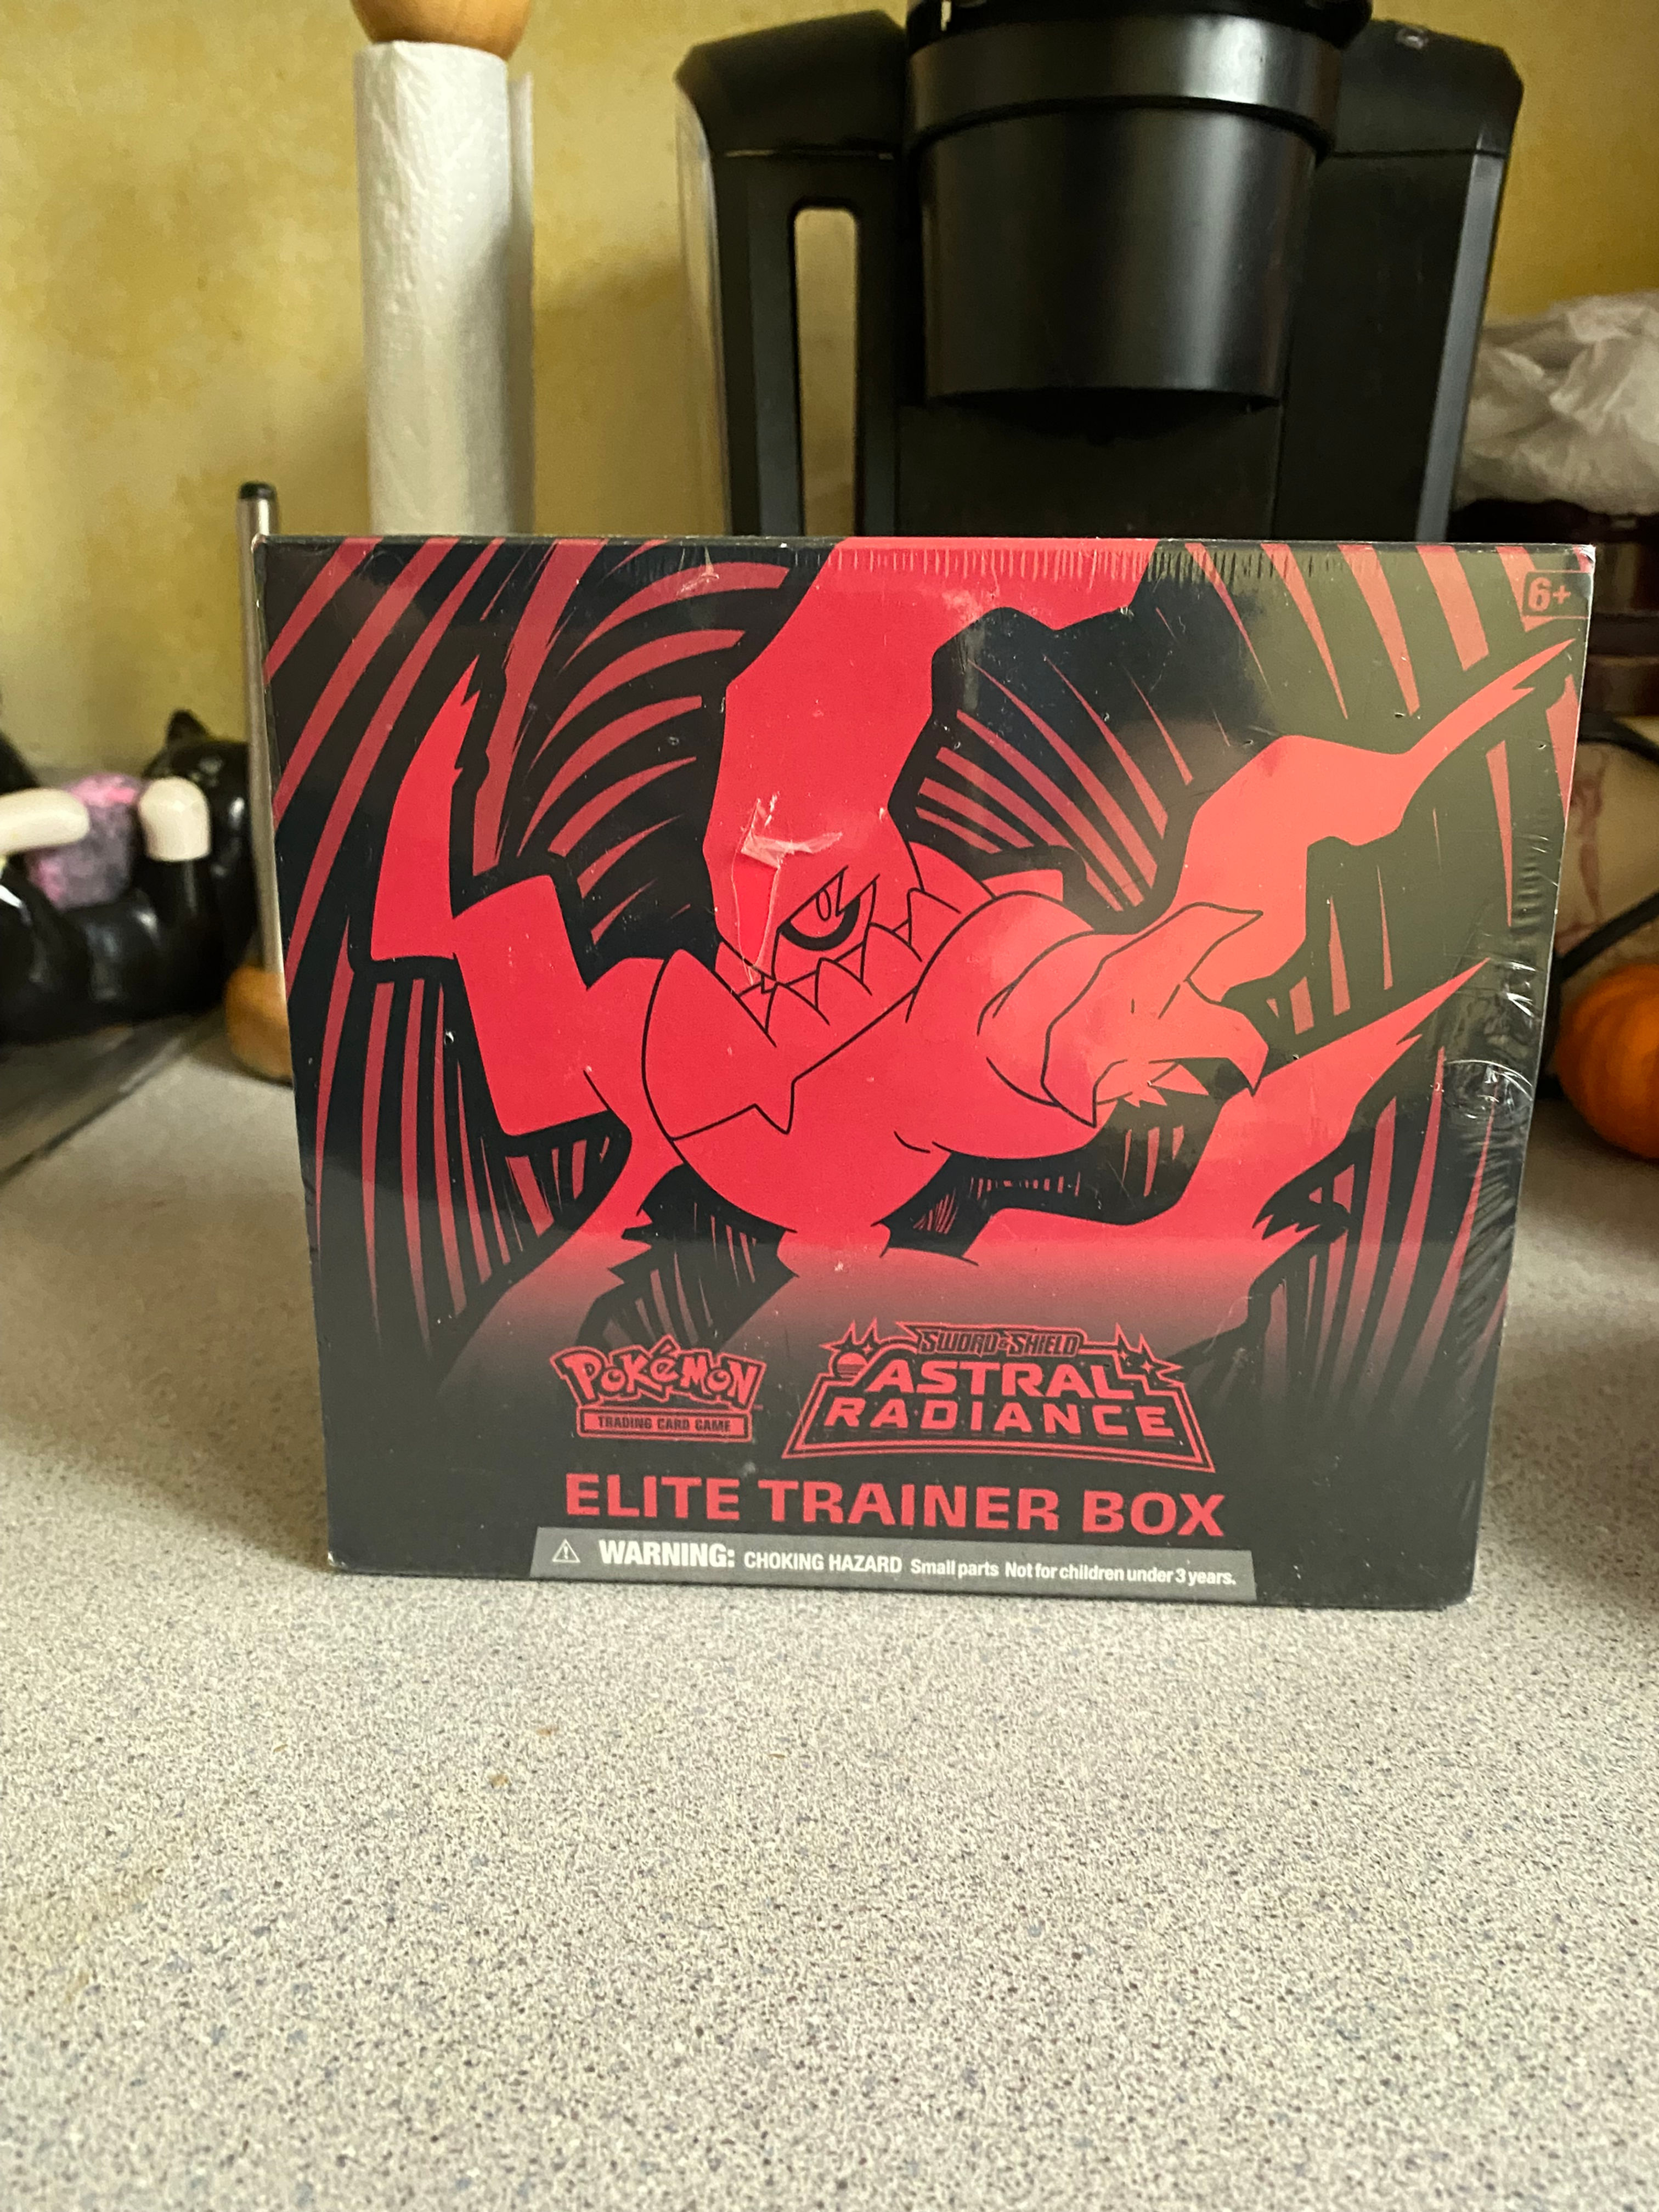 6+
POKéMON
TRADING CARD GAME
SWORD & SHIELD
ASTRAL
RADIANCE
ELITE TRAINER BOX
WARNING: CHOKING HAZARD Small parts Not for children under 3 years.